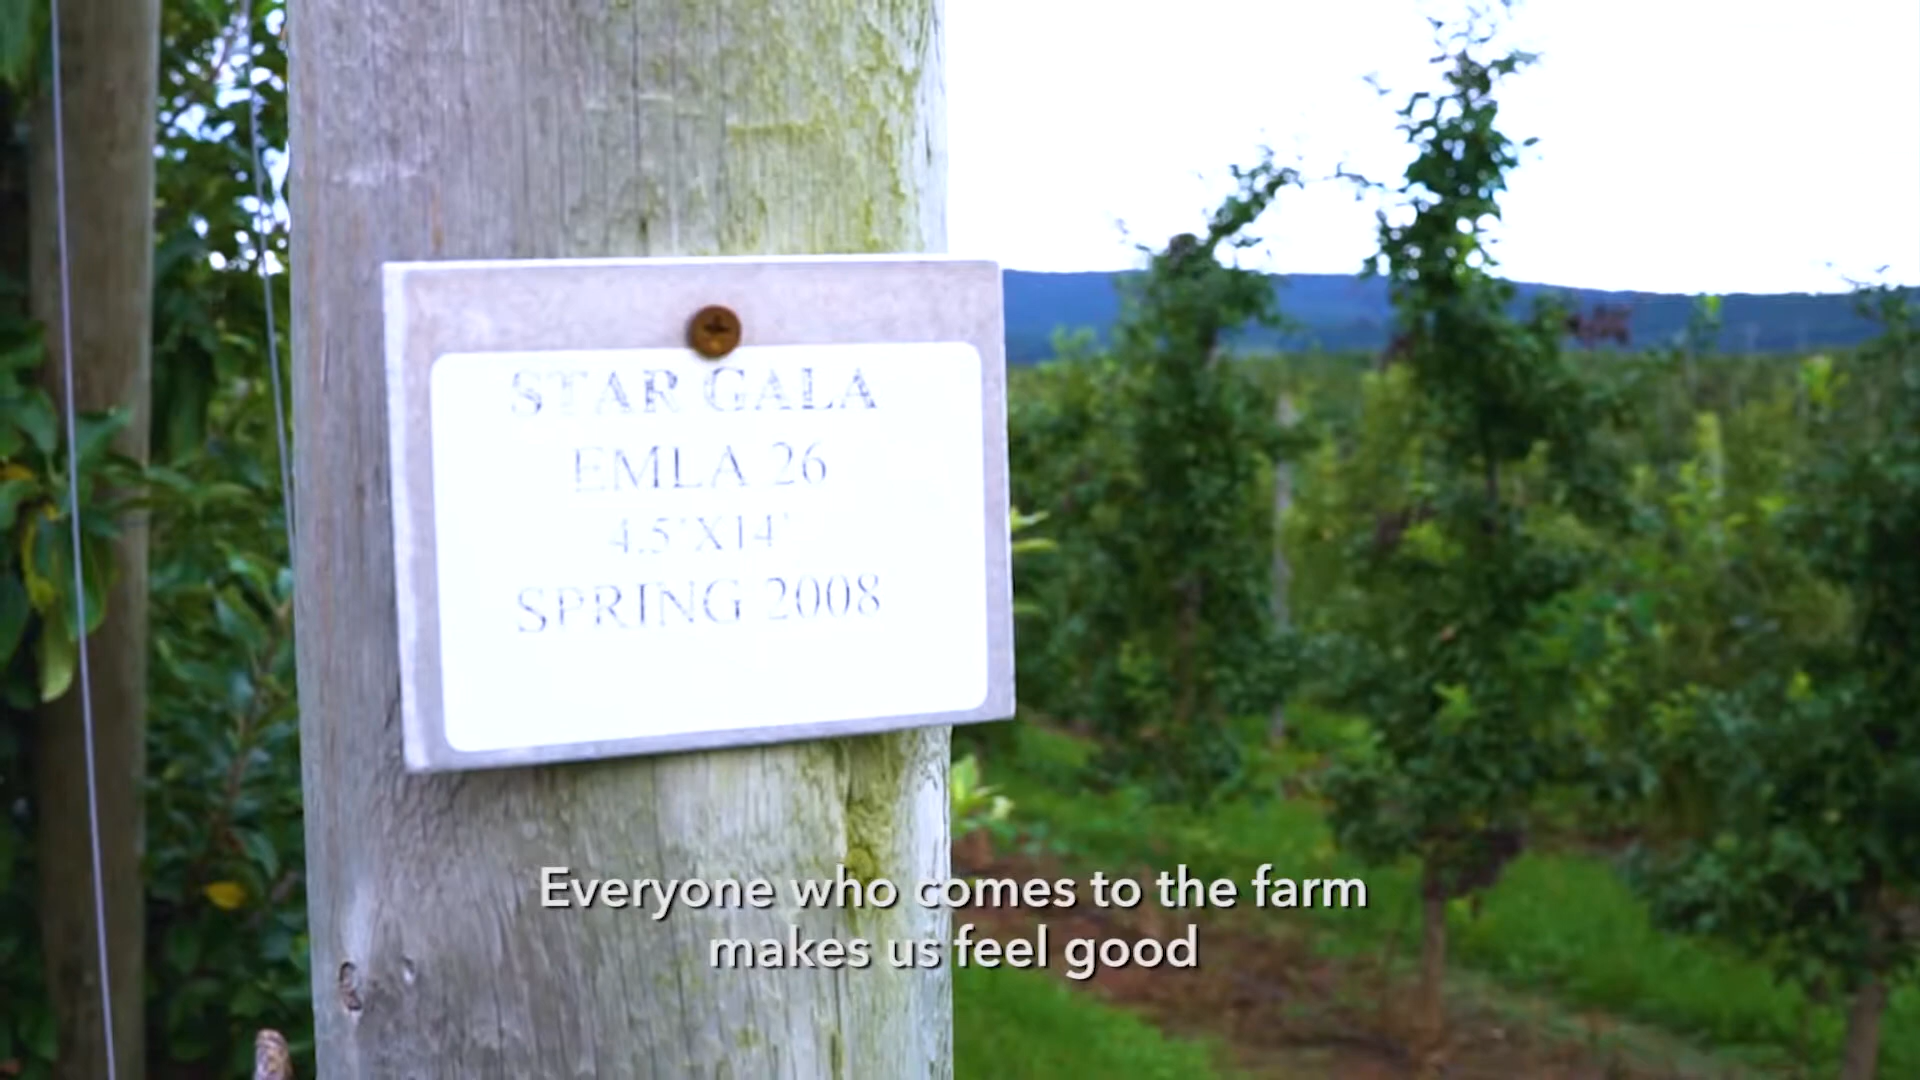 STAR GALA
EMLA 26
4.5'X14'
SPRING 2008
Everyone who comes to the farm
makes us feel good